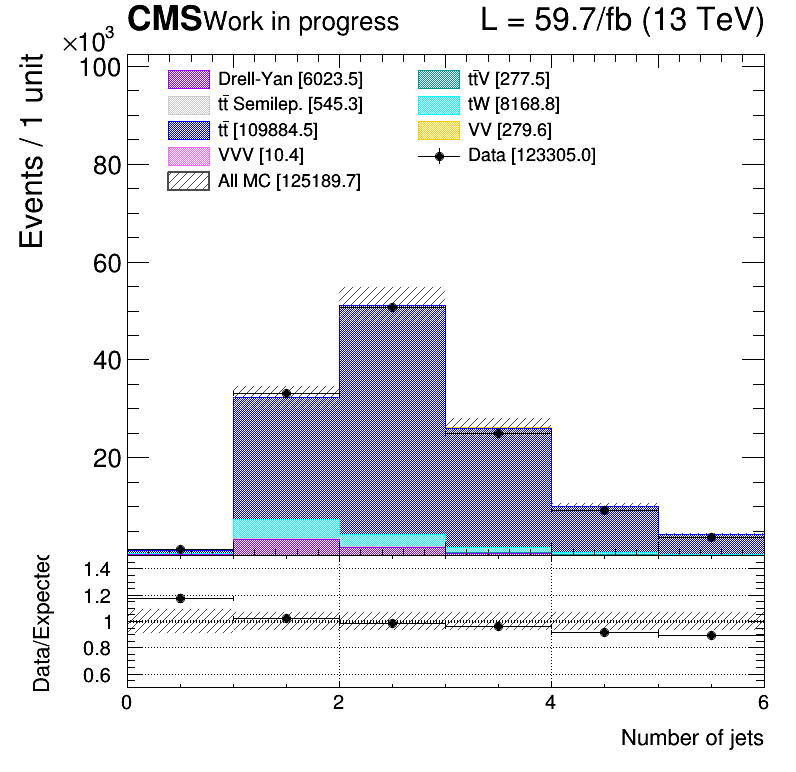 CMS Work in progress L = 59.7/fb (13 TeV)
×10³
Events / 1 unit
100
80
60
40
20
Drell-Yan [6023.5]
tt̄ Semilep. [545.3]
tt̄ [109884.5]
VVV [10.4]
All MC [125189.7]
tt̄V [277.5]
tW [8168.8]
VV [279.6]
Data [123305.0]
Data/Expected
1.4
1.2
1
0.8
0.6
0 2 4 6
Number of jets